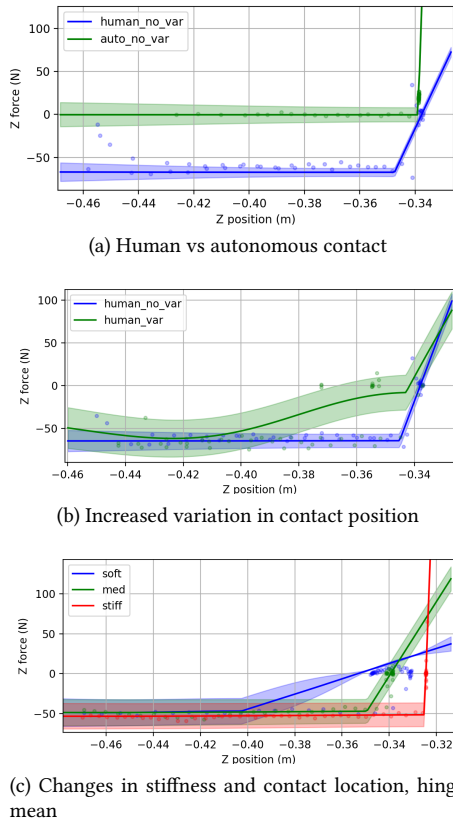 human_no_var
auto_no_var
100
50
0
−50
Z force (N)
−0.46 −0.44 −0.42 −0.40 −0.38 −0.36 −0.34
Z position (m)
(a) Human vs autonomous contact
human_no_var
human_var
100
50
0
−50
Z force (N)
−0.46 −0.44 −0.42 −0.40 −0.38 −0.36 −0.34
Z position (m)
(b) Increased variation in contact position
soft
med
stiff
100
50
0
−50
Z force (N)
−0.46 −0.44 −0.42 −0.40 −0.38 −0.36 −0.34 −0.32
Z position (m)
(c) Changes in stiffness and contact location, hing
mean